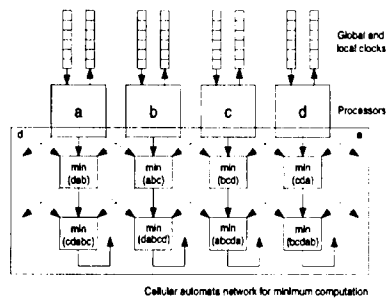 Global and
local clocks
a b c d
Processors
d a
min min min min
(dab) (abc) (bcd) (cda)
min min min min
(cdabc) (dabcd) (abcda) (bcdab)
Cellular automata network for minimum computation